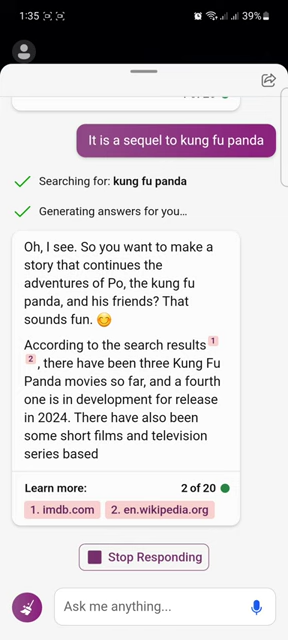 1:35 39%
It is a sequel to kung fu panda
Searching for: kung fu panda
Generating answers for you...
Oh, I see. So you want to make a
story that continues the
adventures of Po, the kung fu
panda, and his friends? That
sounds fun. 😊
According to the search results 1
2 , there have been three Kung Fu
Panda movies so far, and a fourth
one is in development for release
in 2024. There have also been
some short films and television
series based
Learn more: 2 of 20
1. imdb.com 2. en.wikipedia.org
Stop Responding
Ask me anything...